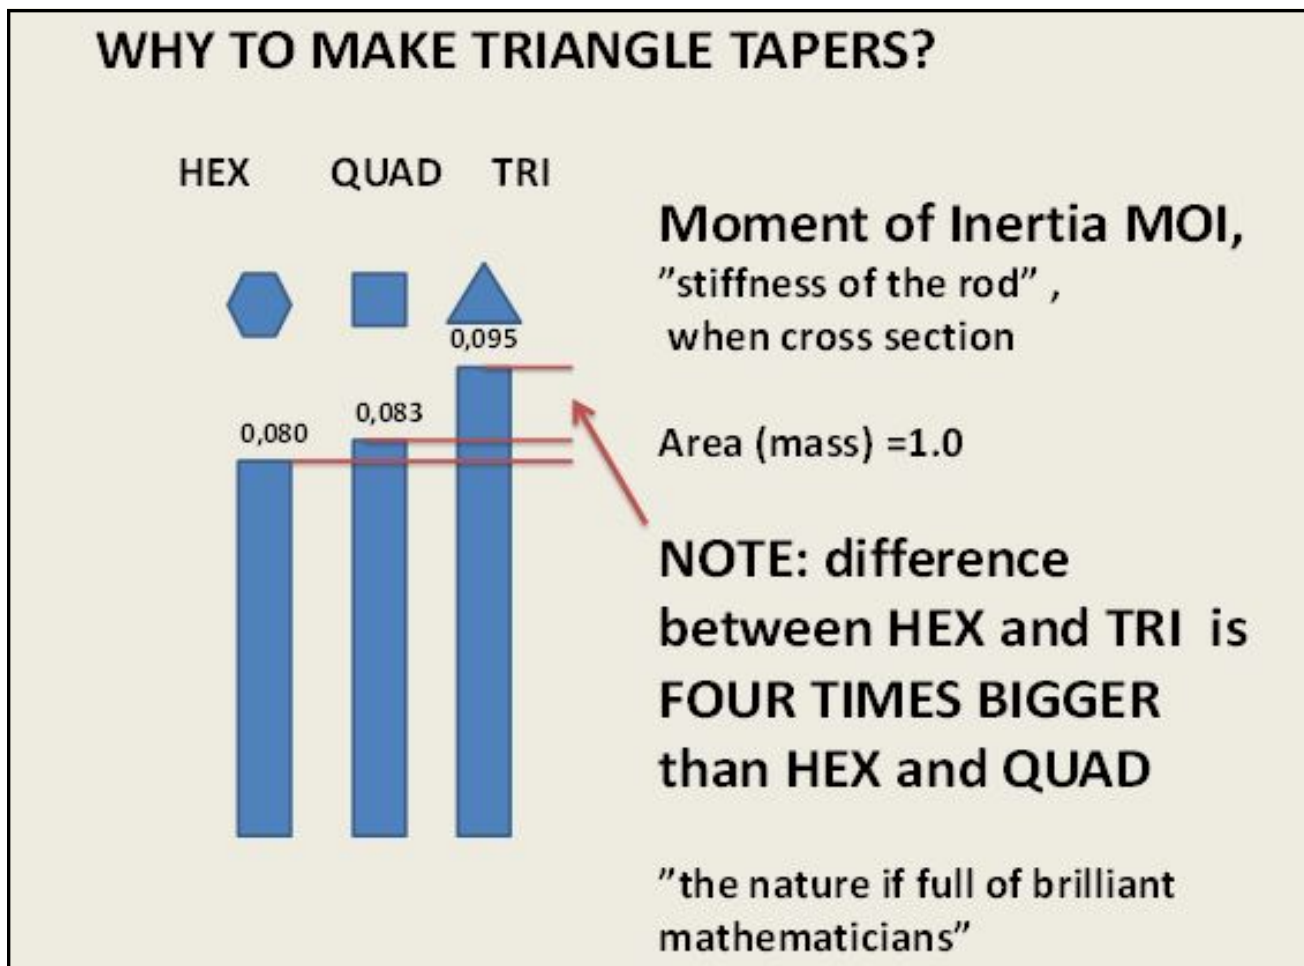 WHY TO MAKE TRIANGLE TAPERS?
HEX QUAD TRI
Moment of Inertia MOI,
”stiffness of the rod” ,
when cross section
0,095
0,083
0,080
Area (mass) =1.0
NOTE: difference
between HEX and TRI is
FOUR TIMES BIGGER
than HEX and QUAD
”the nature if full of brilliant
mathematicians”